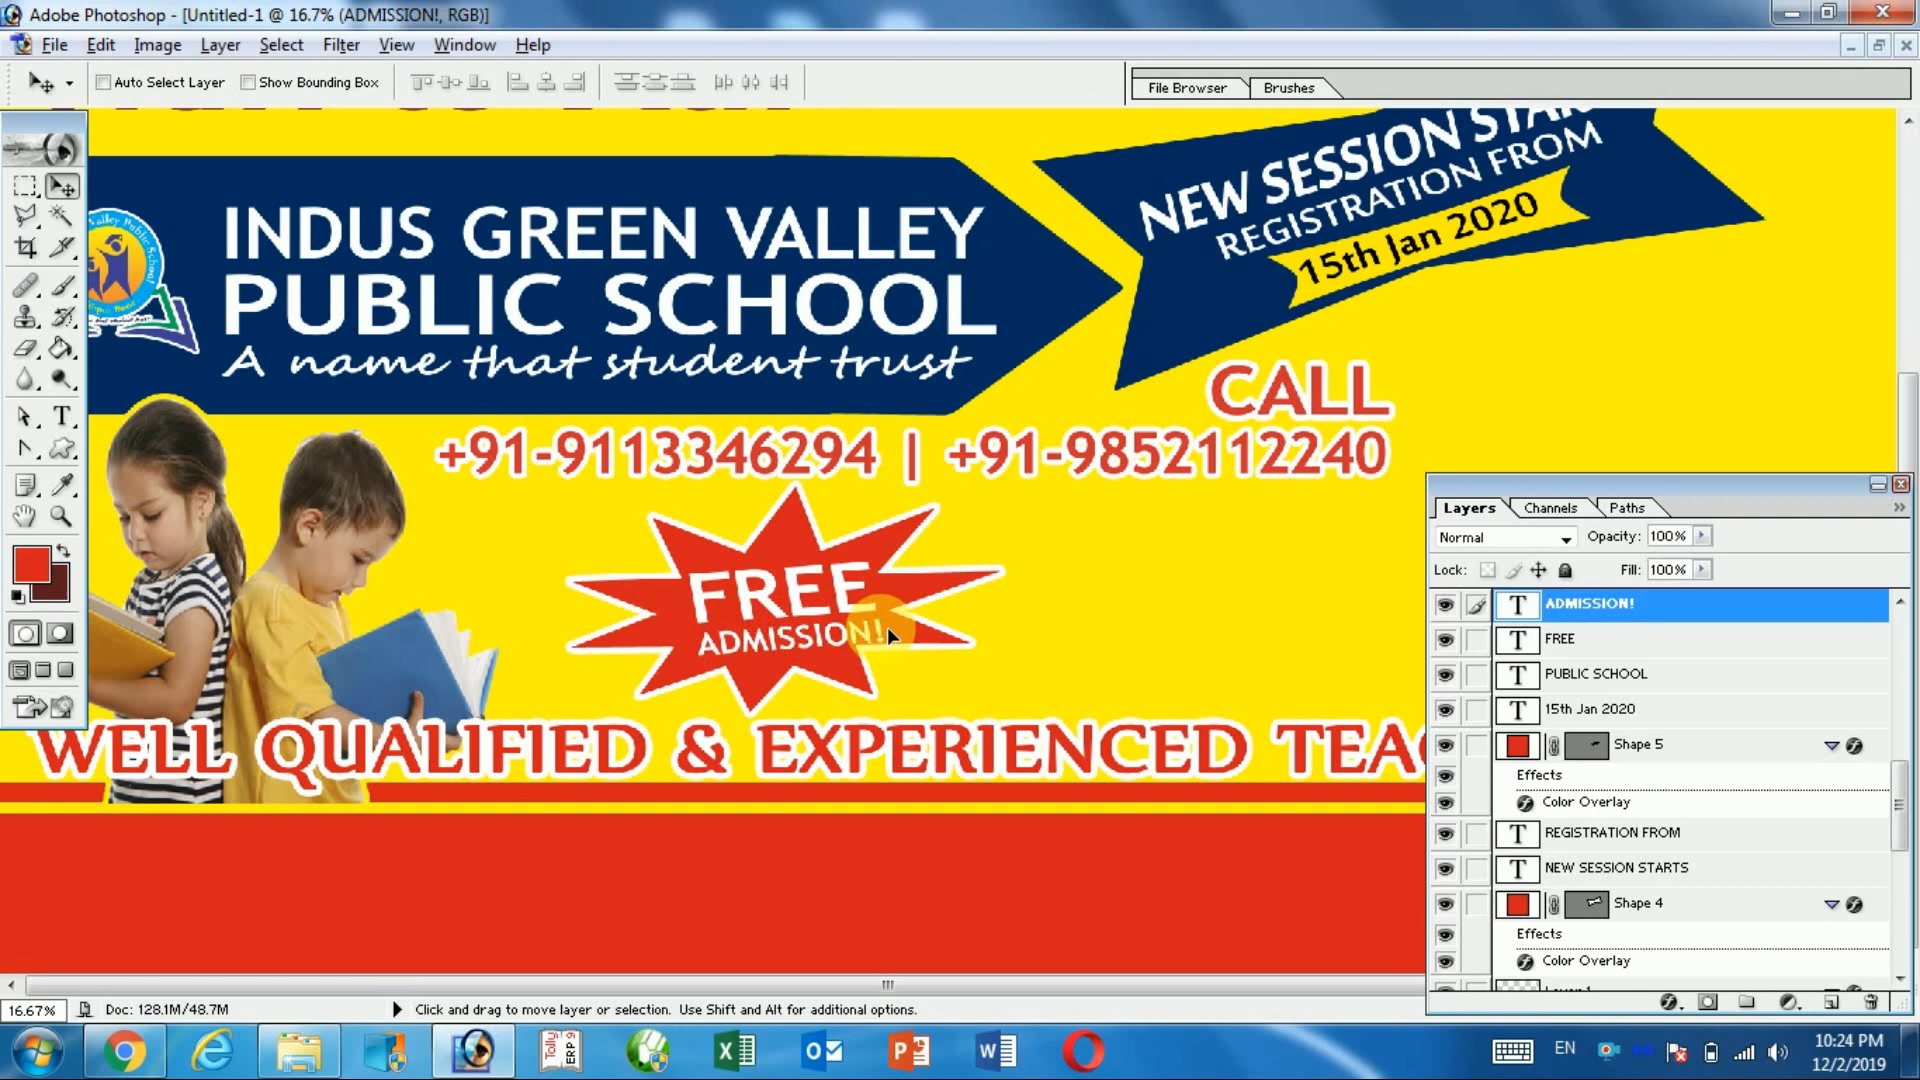 Adobe Photoshop - [Untitled-1 @ 16.7% (ADMISSION!, RGB)]
File Edit Image Layer Select Filter View Window Help
Auto Select Layer Show Bounding Box
File Browser Brushes
INDUS GREEN VALLEY
PUBLIC SCHOOL
A name that student trust
NEW SESSION STAR
REGISTRATION FROM
15th Jan 2020
CALL
+91-9113346294 | +91-9852112240
FREE
ADMISSION!
WELL QUALIFIED & EXPERIENCED TEA
Layers Channels Paths
Normal Opacity: 100%
Lock: Fill: 100%
T ADMISSION!
T FREE
T PUBLIC SCHOOL
T 15th Jan 2020
Shape 5
Effects
Color Overlay
T REGISTRATION FROM
T NEW SESSION STARTS
Shape 4
Effects
Color Overlay
16.67% Doc: 128.1M/48.7M Click and drag to move layer or selection. Use Shift and Alt for additional options.
Tally ERP 9
EN
10:24 PM
12/2/2019